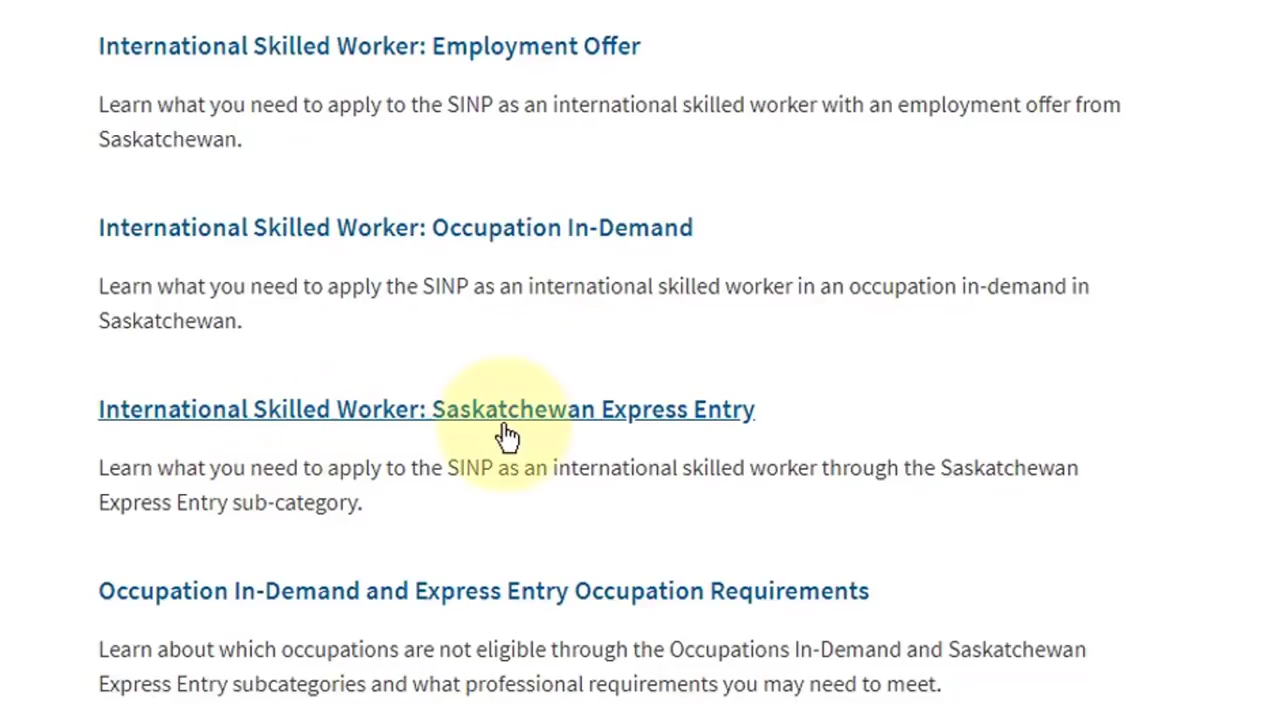 International Skilled Worker: Employment Offer
Learn what you need to apply to the SINP as an international skilled worker with an employment offer from
Saskatchewan.
International Skilled Worker: Occupation In-Demand
Learn what you need to apply the SINP as an international skilled worker in an occupation in-demand in
Saskatchewan.
International Skilled Worker: Saskatchewan Express Entry
Learn what you need to apply to the SINP as an international skilled worker through the Saskatchewan
Express Entry sub-category.
Occupation In-Demand and Express Entry Occupation Requirements
Learn about which occupations are not eligible through the Occupations In-Demand and Saskatchewan
Express Entry subcategories and what professional requirements you may need to meet.